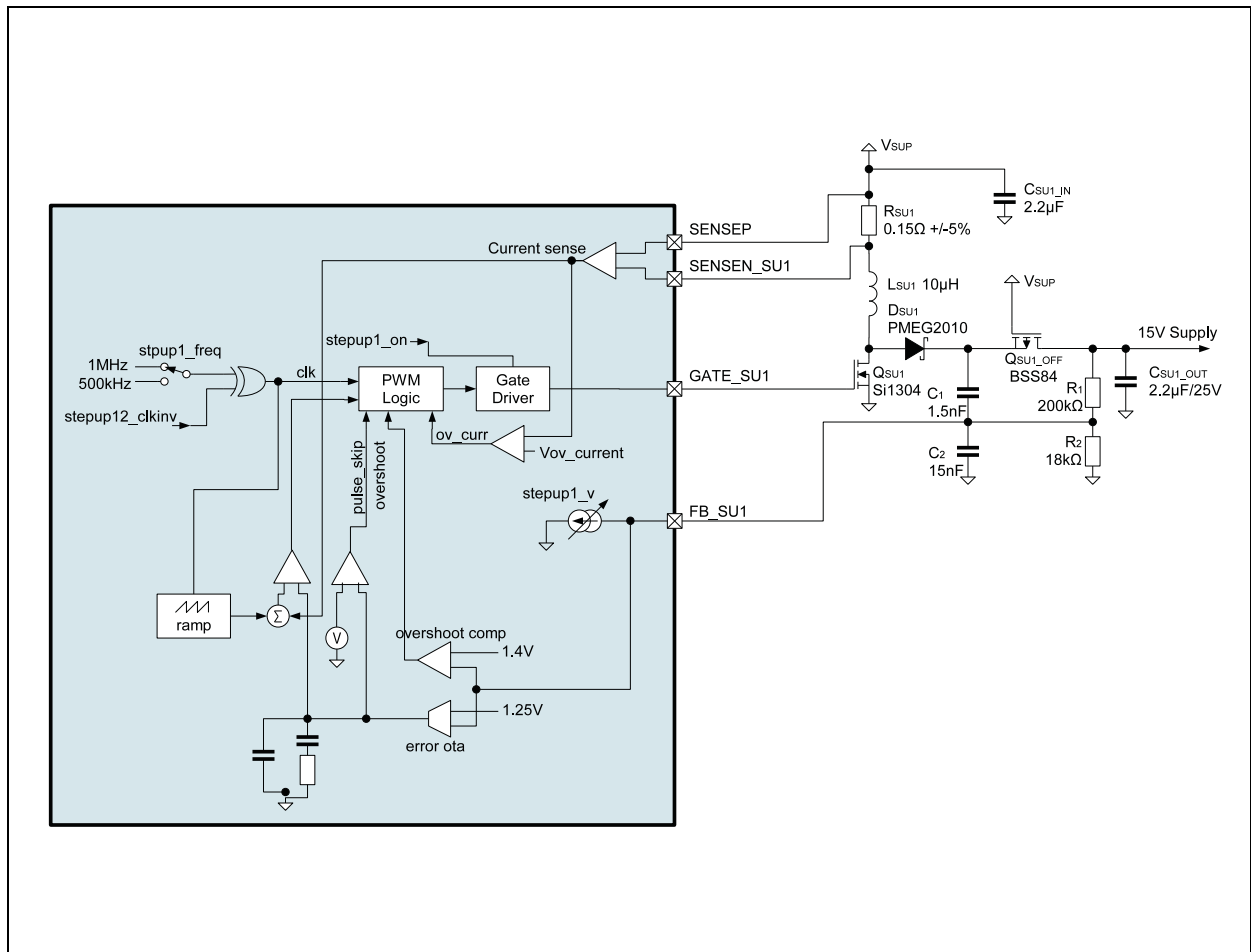 VSUP
CSU1_IN
2.2µF
RSU1
0.15Ω +/-5%
SENSEP
Current sense
SENSEN_SU1
LSU1 10µH
DSU1
PMEG2010
VSUP
15V Supply
stepup1_on
stpup1_freq
1MHz
500kHz
clk
PWM
Logic
Gate
Driver
GATE_SU1
QSU1
Si1304
QSU1_OFF
BSS84
C1
1.5nF
R1
200kΩ
CSU1_OUT
2.2µF/25V
stepup12_clkinv
ov_curr
Vov_current
pulse_skip
overshoot
C2
15nF
R2
18kΩ
stepup1_v
FB_SU1
ramp
Σ
V
overshoot comp
1.4V
1.25V
error ota